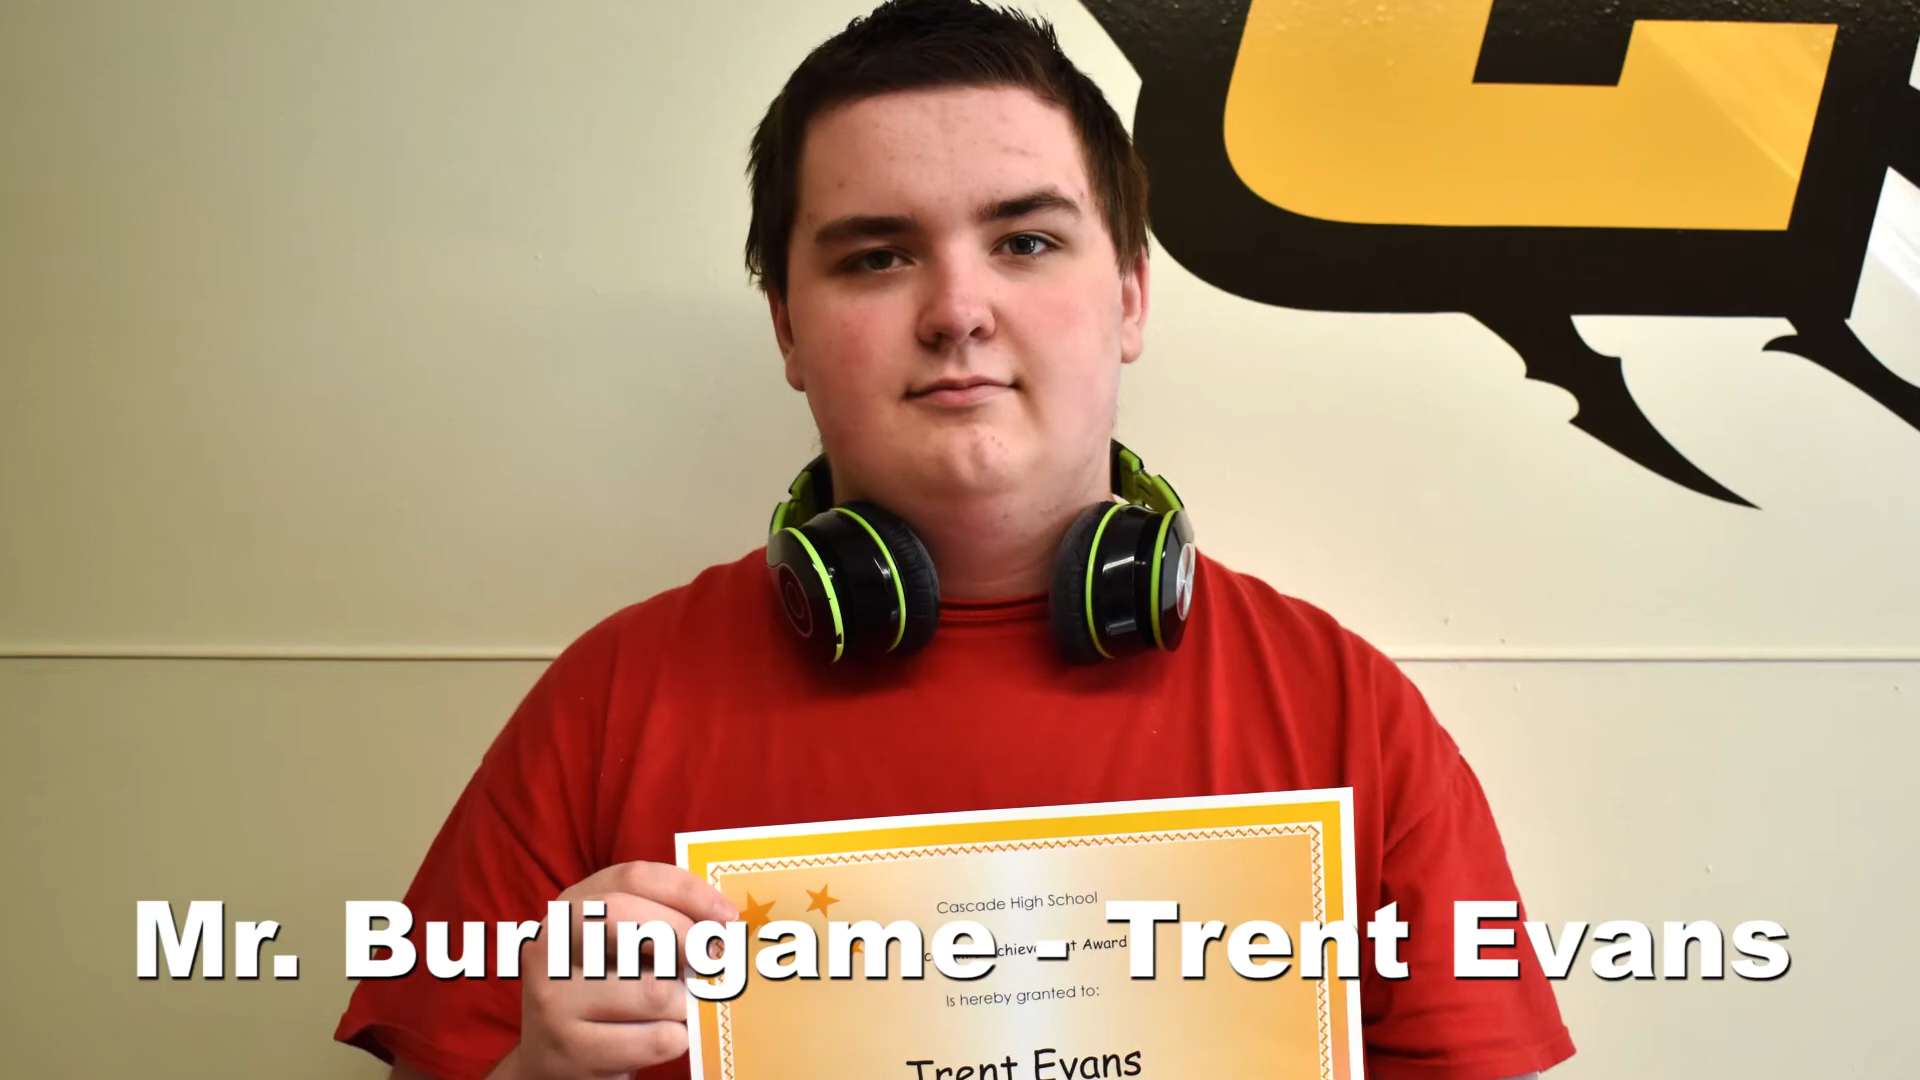 Cascade High School
Award
Mr. Burlingame - Trent Evans
Is hereby granted to:
Trent Evans